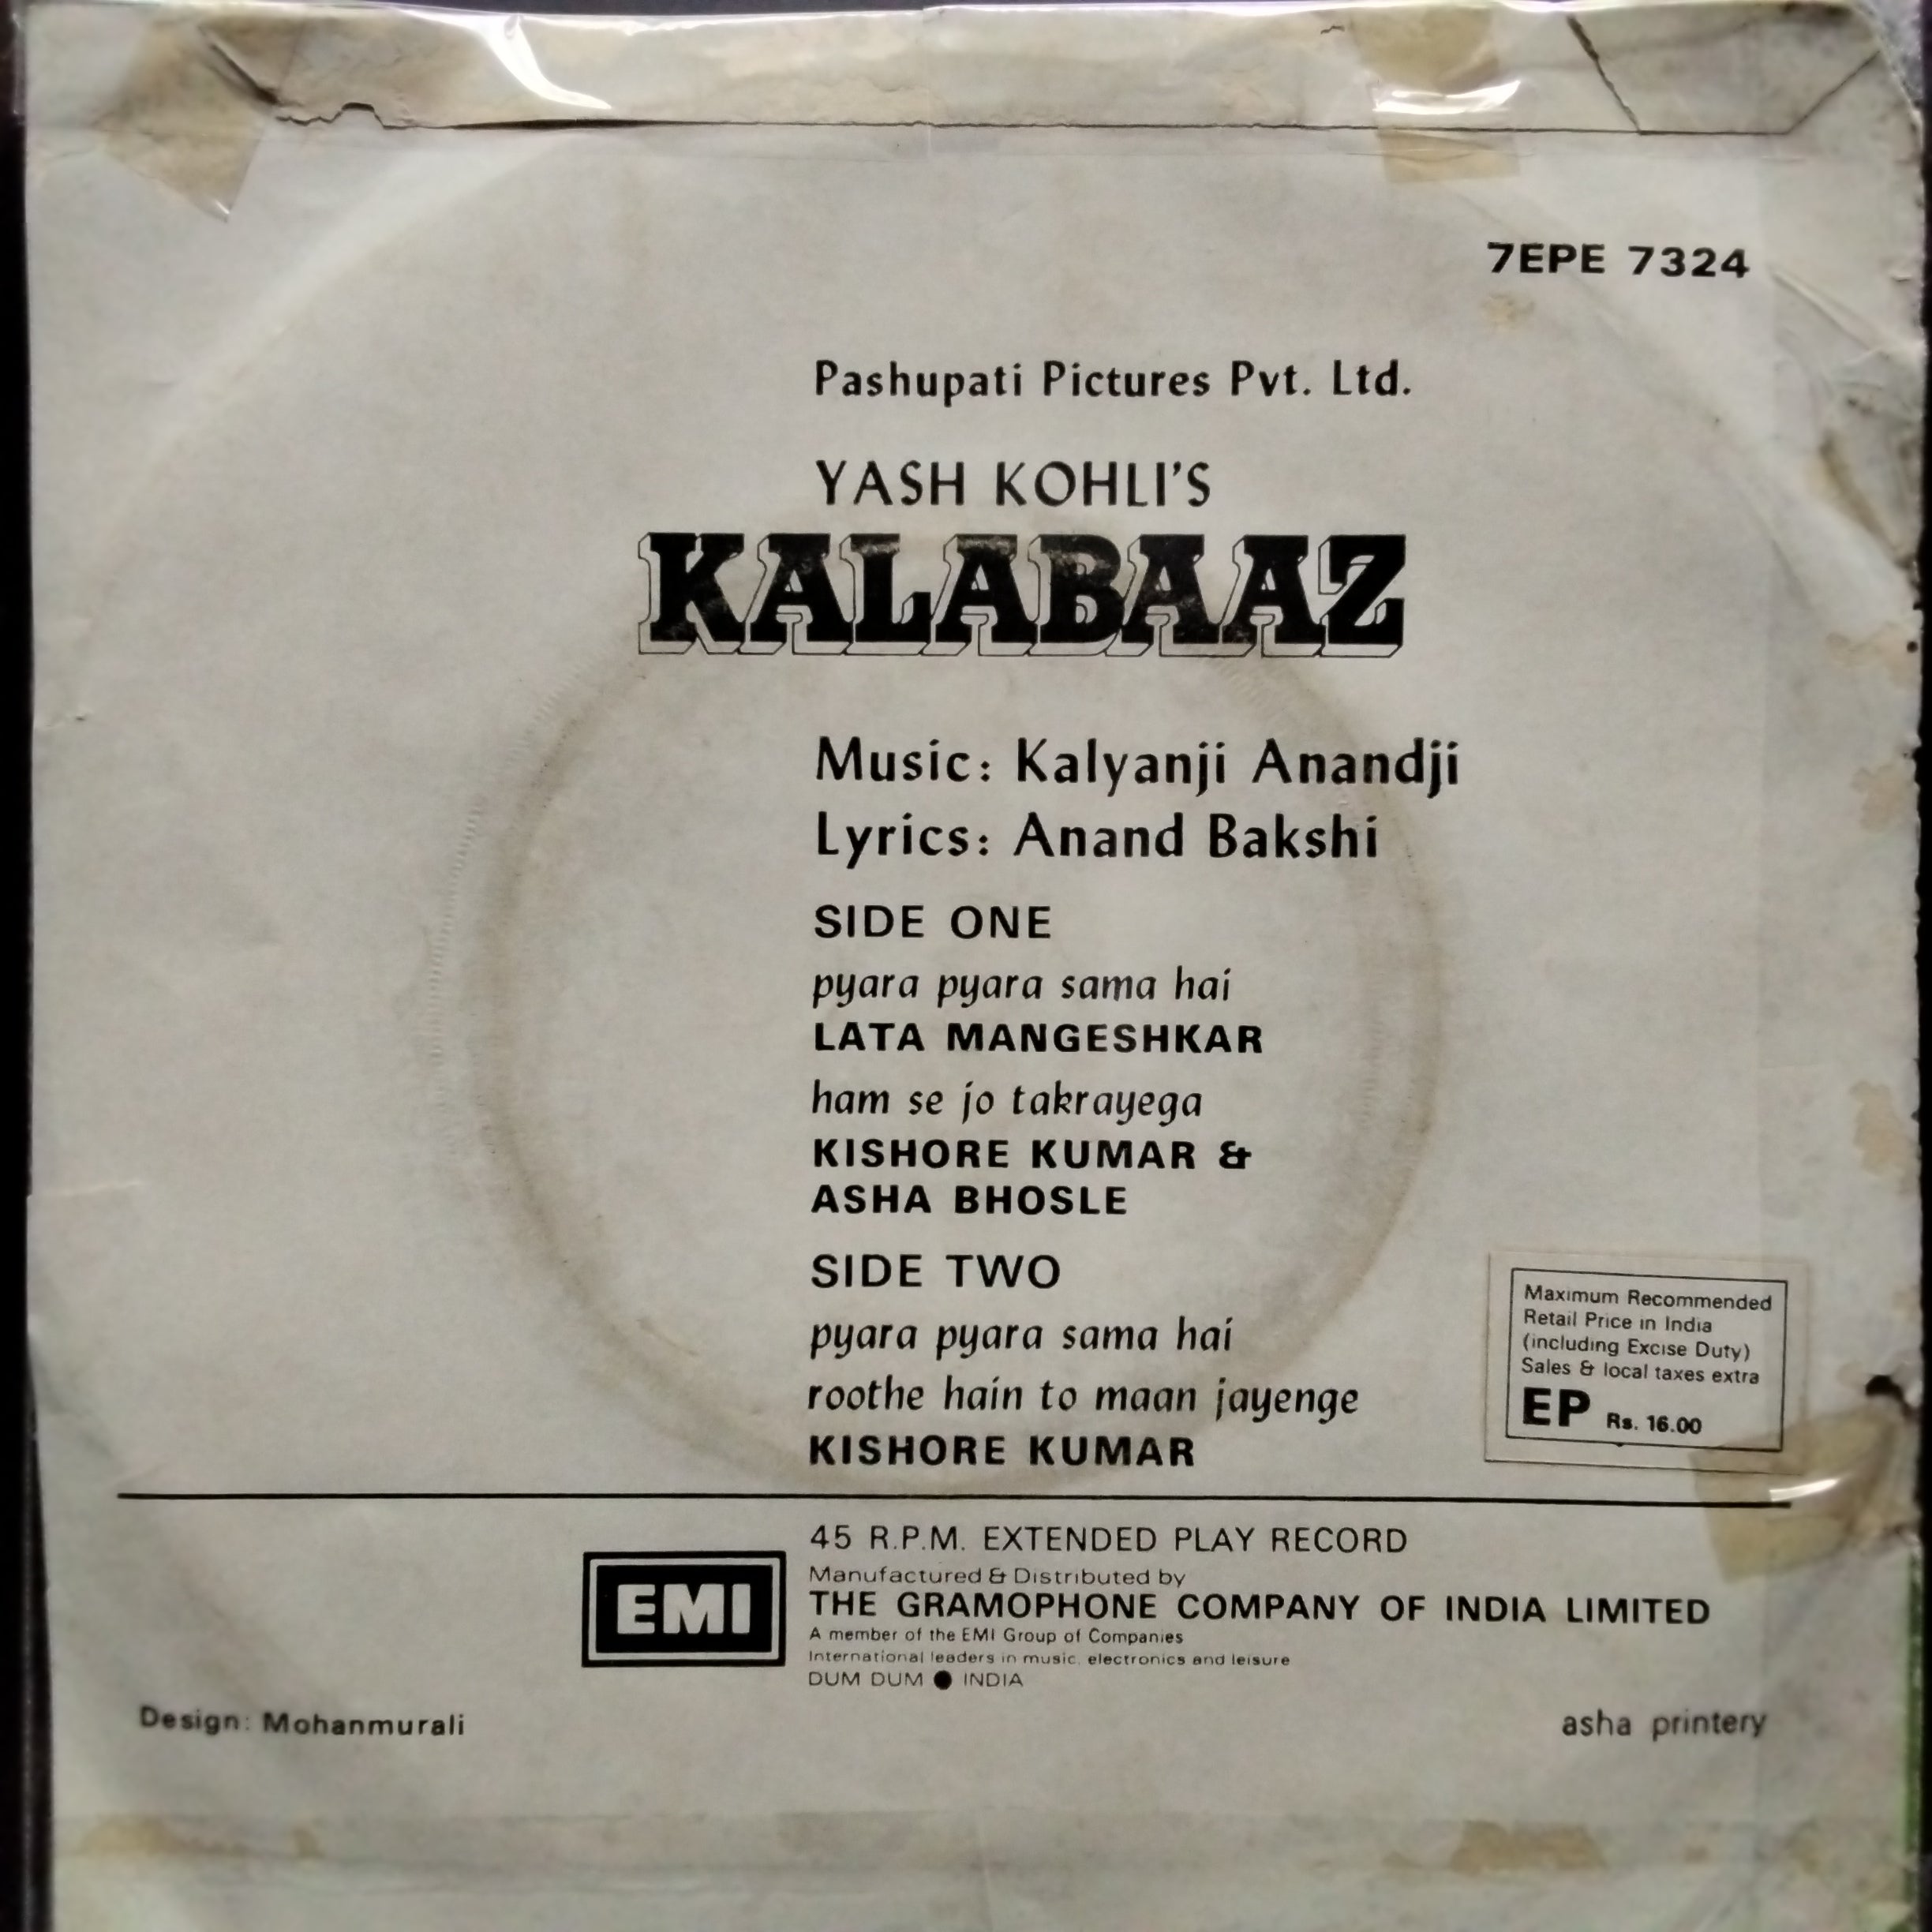 7EPE 7324
Pashupati Pictures Pvt. Ltd.
YASH KOHLI'S
KALABAAZ
Music: Kalyanji Anandji
Lyrics: Anand Bakshi
SIDE ONE
pyara pyara sama hai
LATA MANGESHKAR
ham se jo takrayega
KISHORE KUMAR &
ASHA BHOSLE
SIDE TWO
pyara pyara sama hai
roothe hain to maan jayenge
KISHORE KUMAR
Maximum Recommended
Retail Price in India
(including Excise Duty)
Sales & local taxes extra
EP Rs. 16.00
EMI
45 R.P.M. EXTENDED PLAY RECORD
Manufactured & Distributed by
THE GRAMOPHONE COMPANY OF INDIA LIMITED
A member of the EMI Group of Companies
International leaders in music, electronics and leisure
DUM DUM ● INDIA
Design: Mohanmurali
asha printery